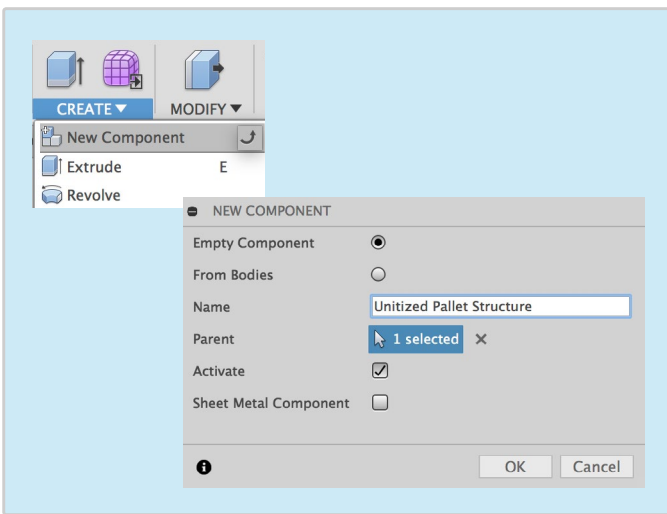 CREATE ▼ MODIFY ▼
New Component
Extrude E
Revolve
NEW COMPONENT
Empty Component
From Bodies
Name Unitized Pallet Structure
Parent 1 selected
Activate
Sheet Metal Component
OK Cancel